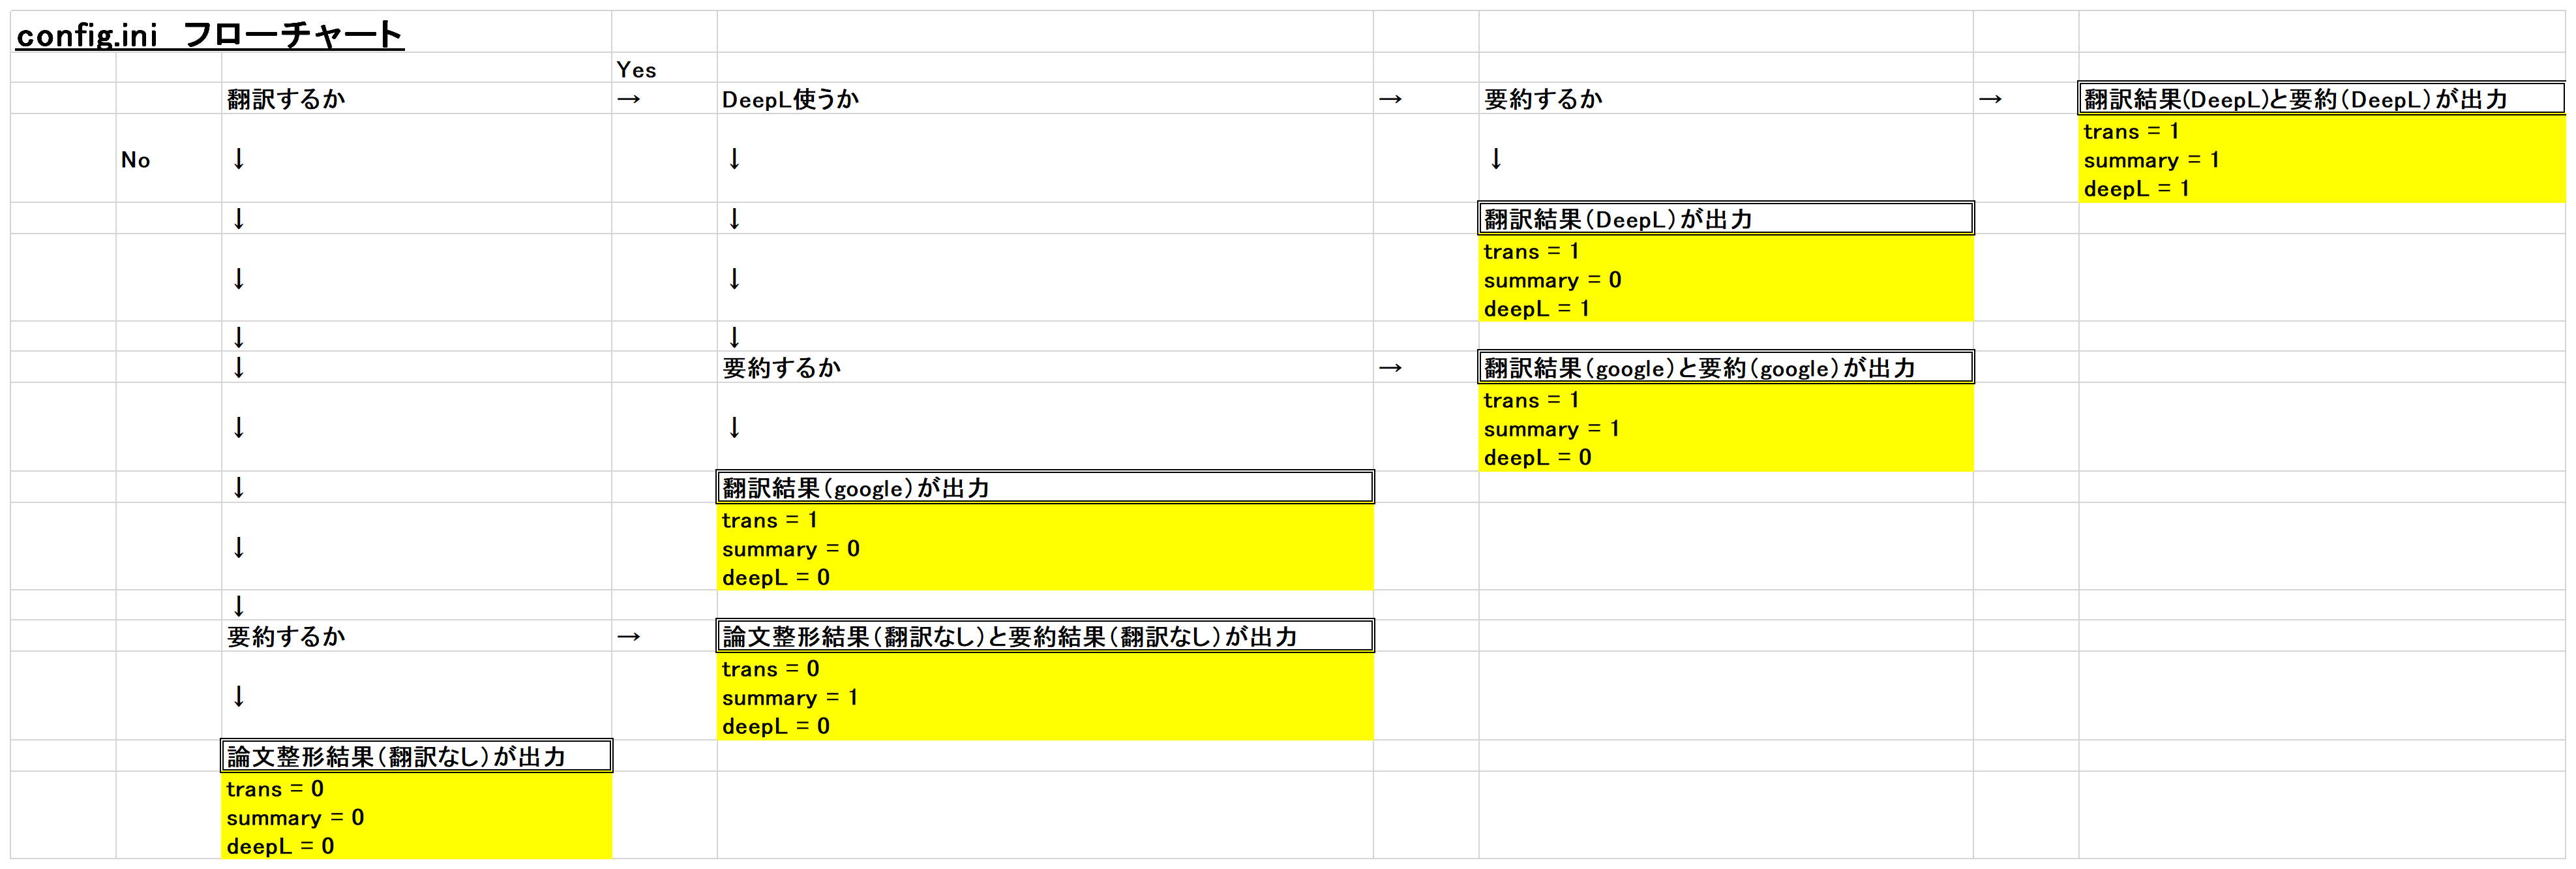 config.ini　フローチャート
Yes
翻訳するか → DeepL使うか → 要約するか → 翻訳結果(DeepL)と要約（DeepL）が出力
No ↓ ↓ ↓
trans = 1
summary = 1
deepL = 1
↓ ↓ 翻訳結果（DeepL）が出力
↓ ↓
trans = 1
summary = 0
deepL = 1
↓ ↓
↓ 要約するか → 翻訳結果（google）と要約（google）が出力
↓ ↓
trans = 1
summary = 1
deepL = 0
↓ 翻訳結果（google）が出力
↓
trans = 1
summary = 0
deepL = 0
↓
要約するか → 論文整形結果（翻訳なし）と要約結果（翻訳なし）が出力
↓
trans = 0
summary = 1
deepL = 0
論文整形結果（翻訳なし）が出力
trans = 0
summary = 0
deepL = 0